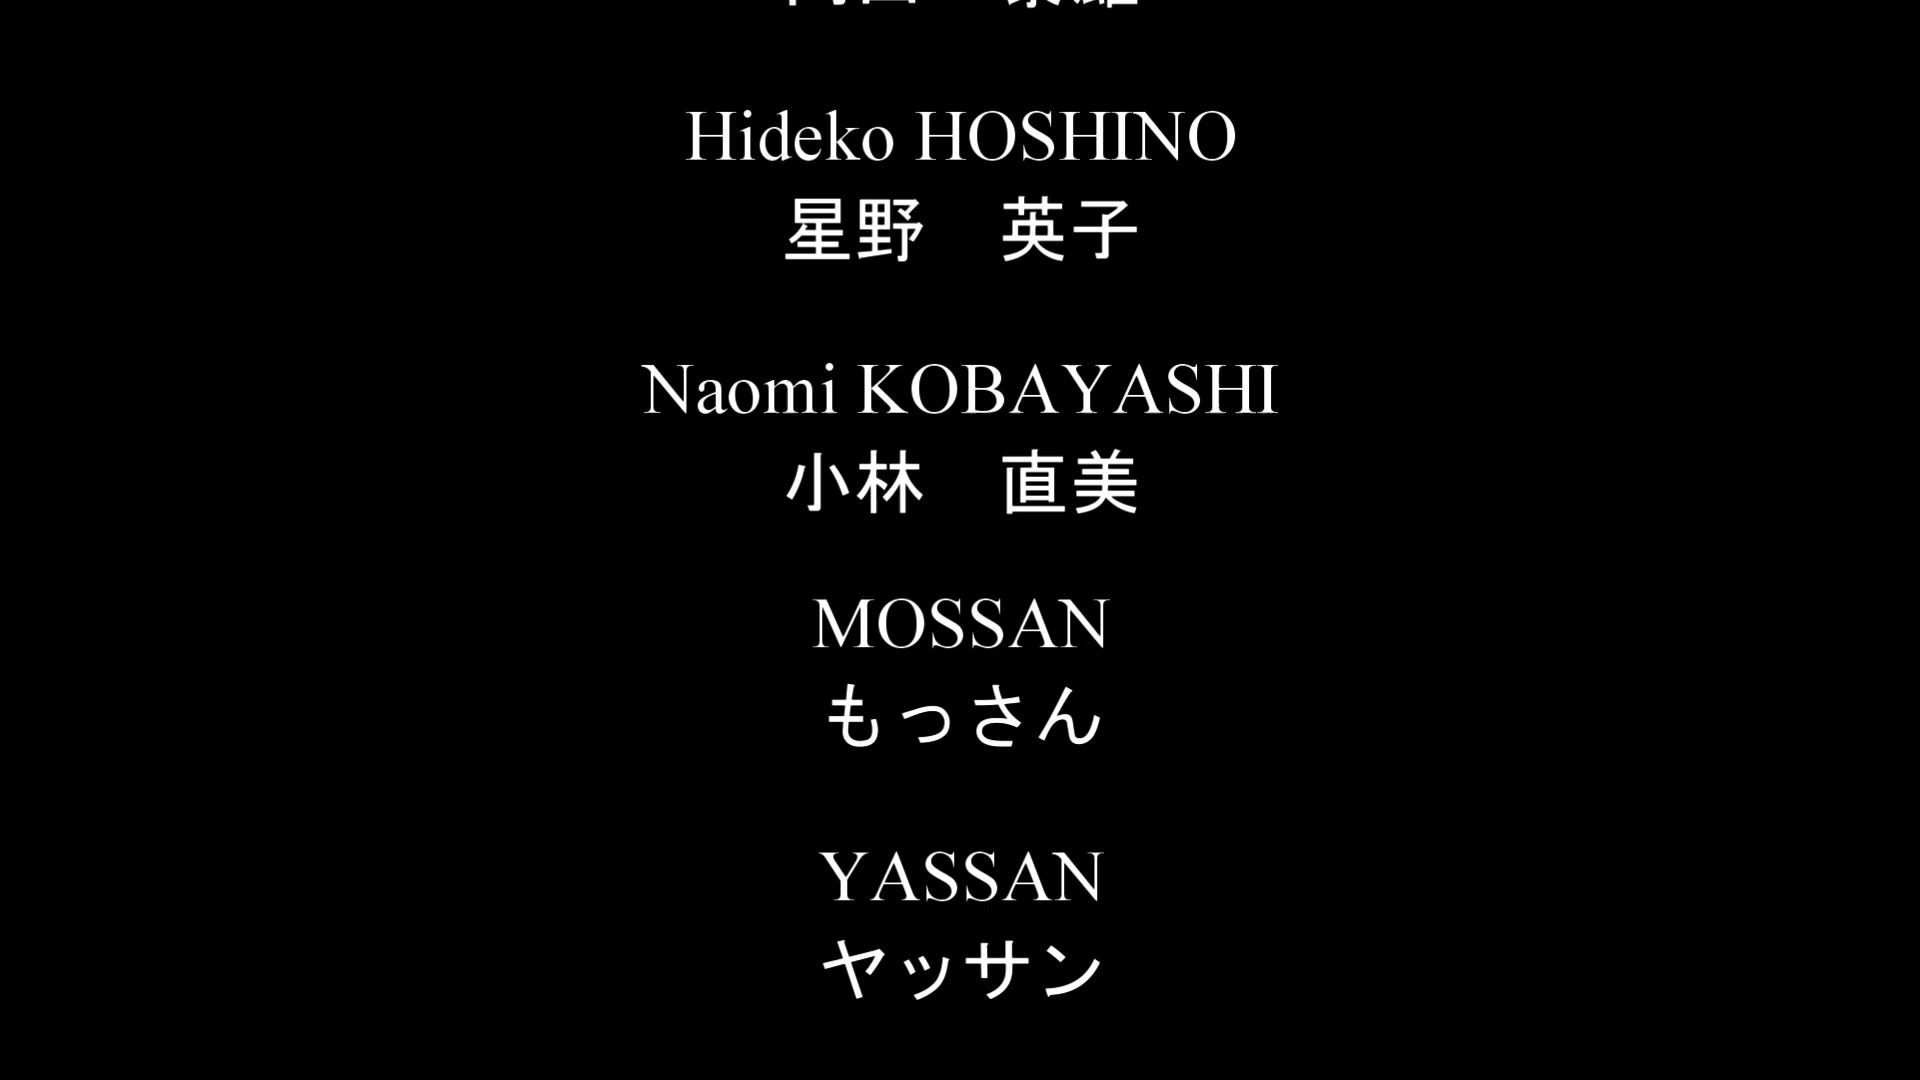 Hideko HOSHINO
星野　英子
Naomi KOBAYASHI
小林　直美
MOSSAN
もっさん
YASSAN
ヤッサン